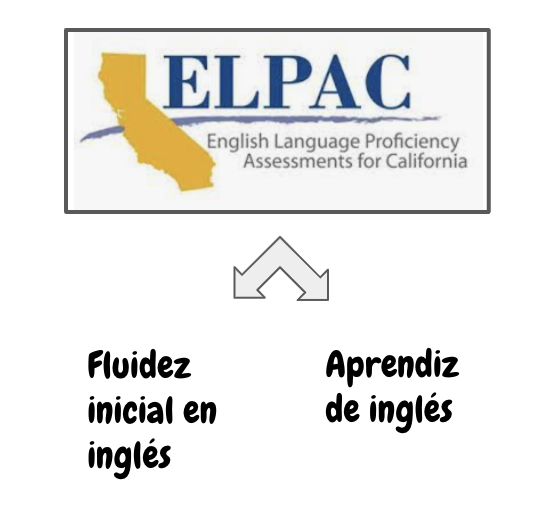 ELPAC
English Language Proficiency
Assessments for California
Fluidez
inicial en
inglés
Aprendiz
de inglés